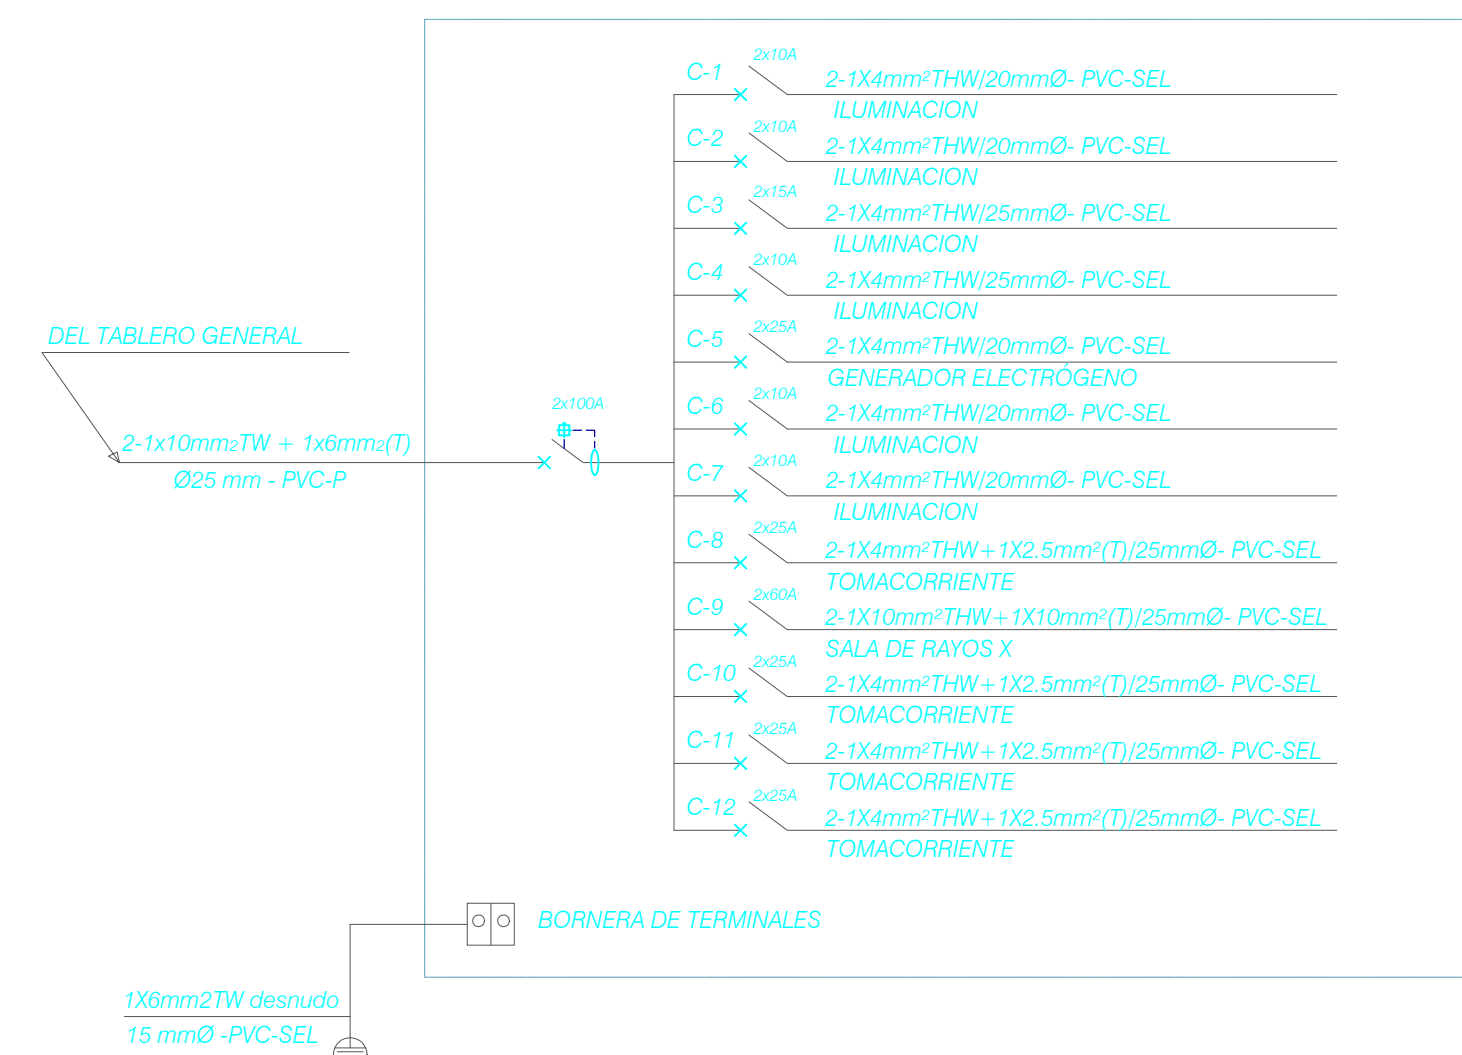 C-1 2x10A 2-1X4mm²THW/20mmØ- PVC-SEL
ILUMINACION
C-2 2x10A 2-1X4mm²THW/20mmØ- PVC-SEL
ILUMINACION
C-3 2x15A 2-1X4mm²THW/25mmØ- PVC-SEL
ILUMINACION
C-4 2x10A 2-1X4mm²THW/25mmØ- PVC-SEL
ILUMINACION
C-5 2x25A 2-1X4mm²THW/20mmØ- PVC-SEL
GENERADOR ELECTRÓGENO
C-6 2x10A 2-1X4mm²THW/20mmØ- PVC-SEL
ILUMINACION
C-7 2x10A 2-1X4mm²THW/20mmØ- PVC-SEL
ILUMINACION
C-8 2x25A 2-1X4mm²THW+1X2.5mm²(T)/25mmØ- PVC-SEL
TOMACORRIENTE
C-9 2x60A 2-1X10mm²THW+1X10mm²(T)/25mmØ- PVC-SEL
SALA DE RAYOS X
C-10 2x25A 2-1X4mm²THW+1X2.5mm²(T)/25mmØ- PVC-SEL
TOMACORRIENTE
C-11 2x25A 2-1X4mm²THW+1X2.5mm²(T)/25mmØ- PVC-SEL
TOMACORRIENTE
C-12 2x25A 2-1X4mm²THW+1X2.5mm²(T)/25mmØ- PVC-SEL
TOMACORRIENTE
DEL TABLERO GENERAL
2x100A
2-1x10mm₂TW + 1x6mm₂(T)
Ø25 mm - PVC-P
BORNERA DE TERMINALES
1X6mm2TW desnudo
15 mmØ -PVC-SEL